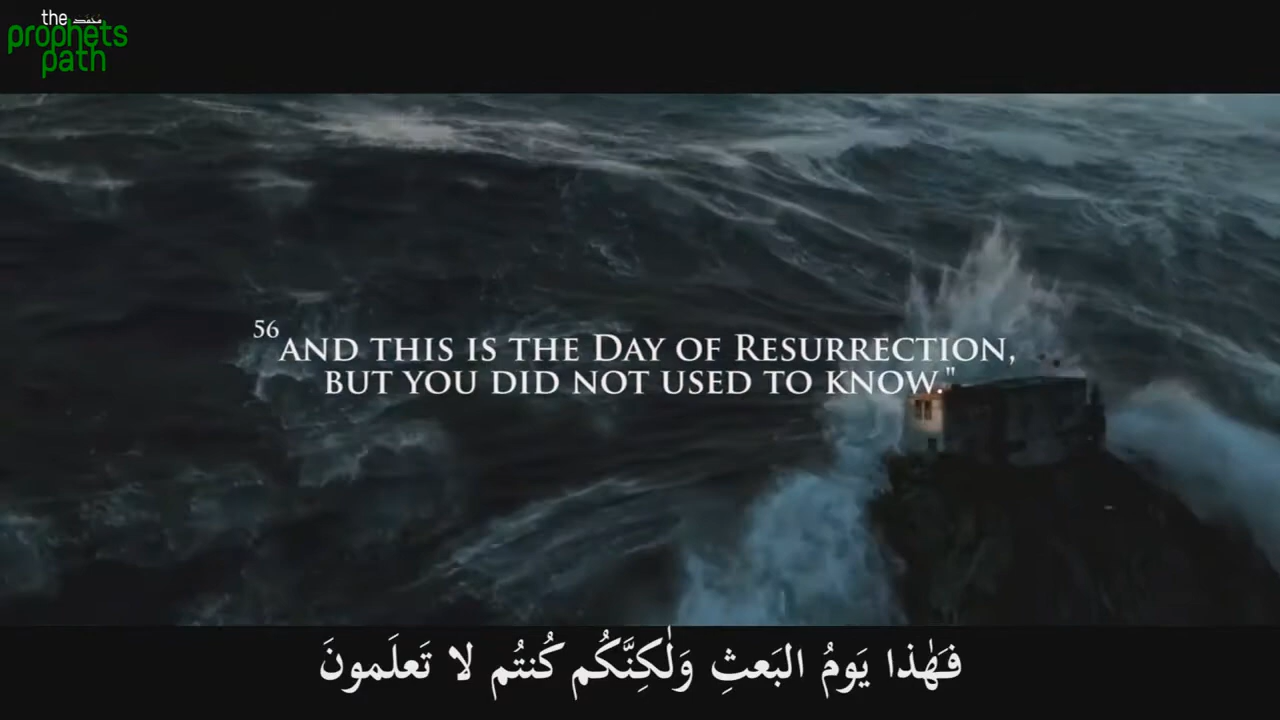 the محمد
prophets
path
56 AND THIS IS THE DAY OF RESURRECTION,
BUT YOU DID NOT USED TO KNOW."
فَهَٰذا يَومُ البَعثِ وَلَٰكِنَّكُم كُنتُم لا تَعلَمونَ